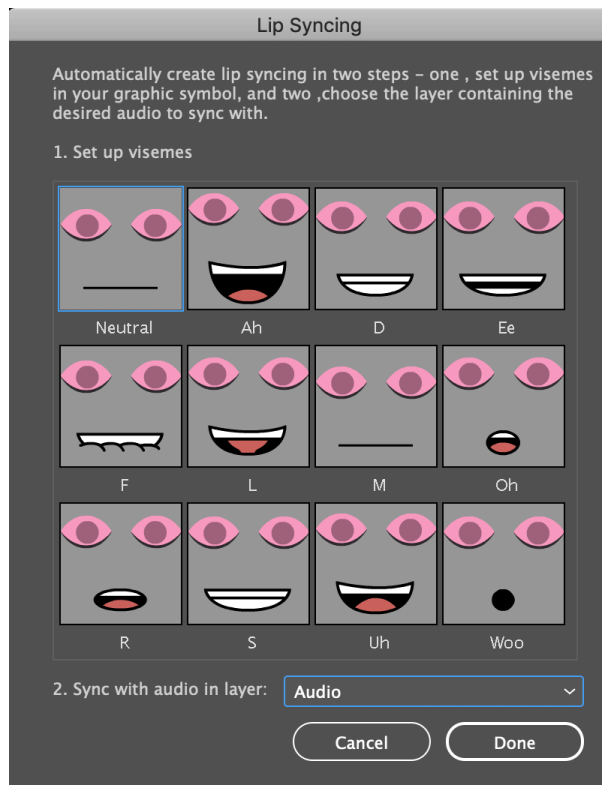 Lip Syncing
Automatically create lip syncing in two steps – one , set up visemes
in your graphic symbol, and two ,choose the layer containing the
desired audio to sync with.
1. Set up visemes
Neutral Ah D Ee
F L M Oh
R S Uh Woo
2. Sync with audio in layer: Audio
Cancel Done